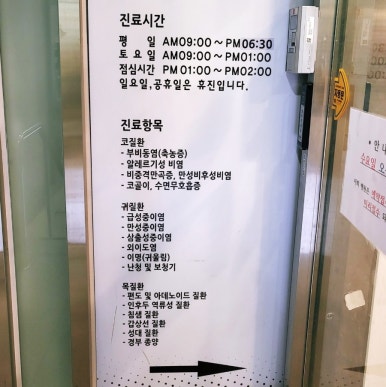 진료시간
평 일 AM09:00 ~ PM06:30
토 요 일 AM09:00 ~ PM01:00
점심시간 PM 01:00 ~ PM02:00
일요일,공휴일은 휴진입니다.
진료항목
코질환
- 부비동염(축농증)
- 알레르기성 비염
- 비중격만곡증, 만성비후성비염
- 코골이, 수면무호흡증
귀질환
- 급성중이염
- 만성중이염
- 삼출성중이염
- 외이도염
- 이명(귀울림)
- 난청 및 보청기
목질환
- 편도 및 아데노이드 질환
- 인후두 역류성 질환
- 침샘 질환
- 갑상선 질환
- 성대 질환
- 경부 종양
* 안 내
수요일 오